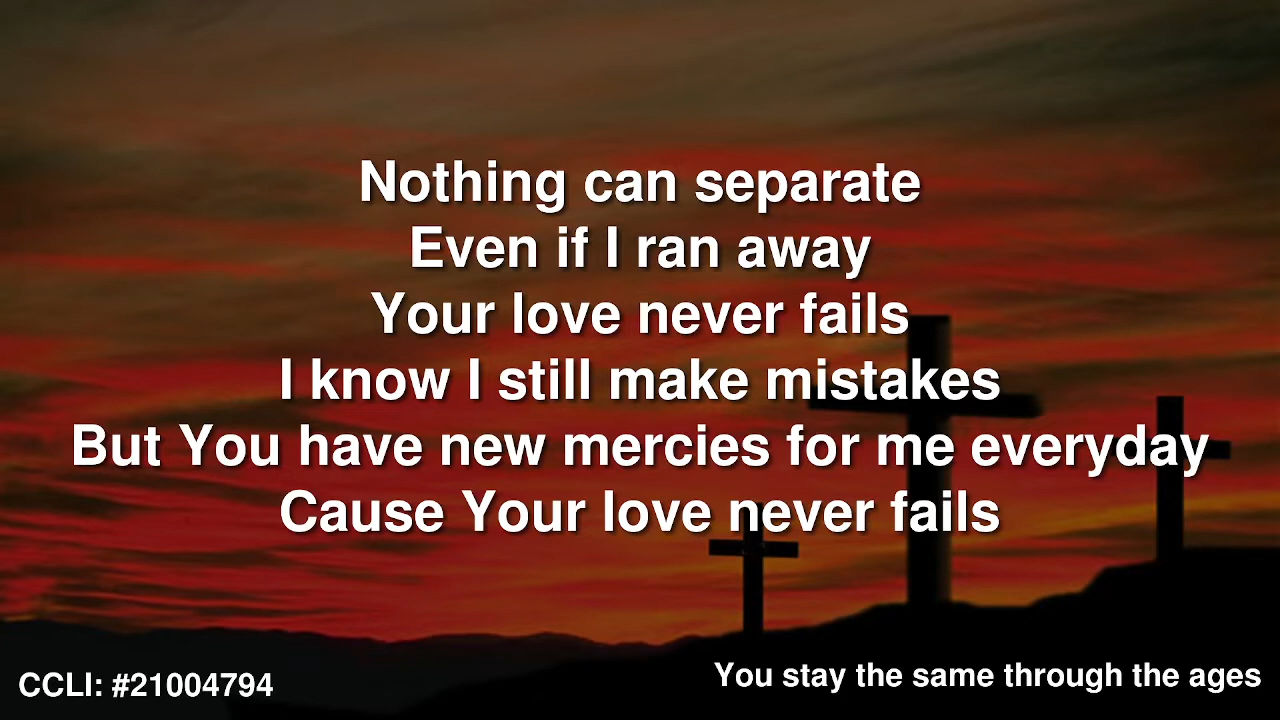 Nothing can separate
Even if I ran away
Your love never fails
I know I still make mistakes
But You have new mercies for me everyday
Cause Your love never fails
CCLI: #21004794
You stay the same through the ages